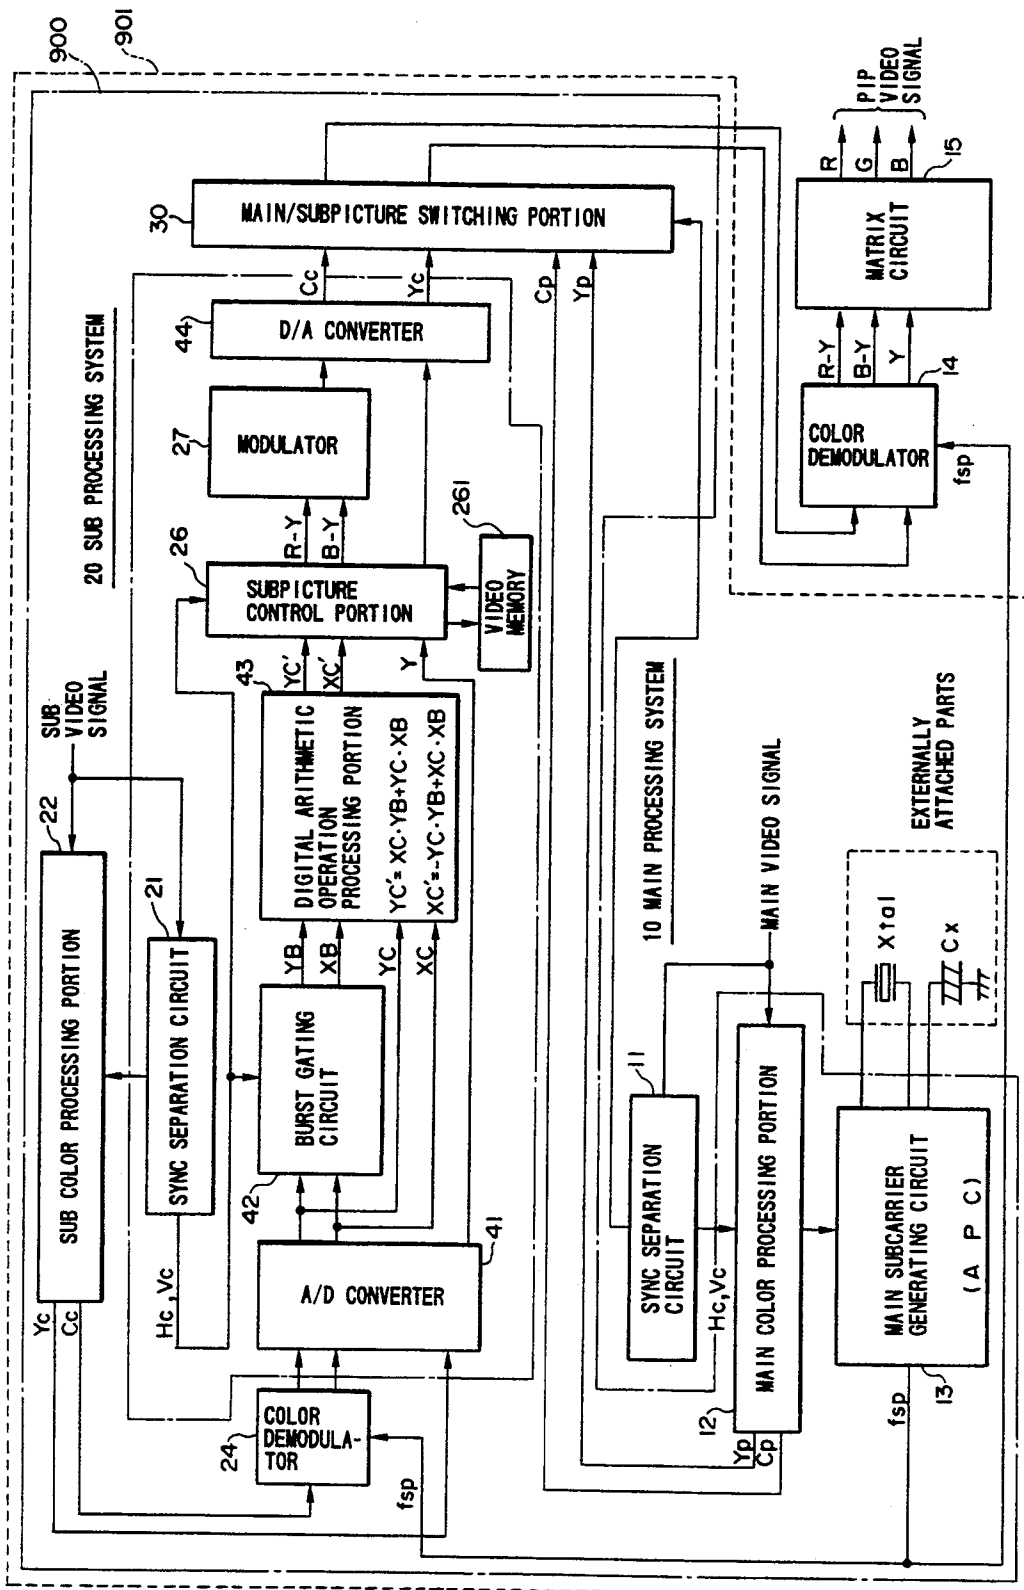 900
901
20 SUB PROCESSING SYSTEM
SUB
VIDEO
SIGNAL
22
SUB COLOR PROCESSING PORTION
Yc
Cc
21
SYNC SEPARATION CIRCUIT
Hc,Vc
24
COLOR
DEMODULA-
TOR
fsp
41
A/D CONVERTER
42
BURST GATING
CIRCUIT
YB
XB
YC
XC
43
DIGITAL ARITHMETIC
OPERATION
PROCESSING PORTION
YC'=XC·YB+YC·XB
XC'=-YC·YB+XC·XB
YC'
XC'
Y
26
SUBPICTURE
CONTROL PORTION
261
VIDEO
MEMORY
R-Y
B-Y
27
MODULATOR
44
D/A CONVERTER
Cc
Yc
30
MAIN/SUBPICTURE SWITCHING PORTION
Cp
Yp
10 MAIN PROCESSING SYSTEM
MAIN VIDEO SIGNAL
11
SYNC SEPARATION
CIRCUIT
Hc,Vc
12
MAIN COLOR PROCESSING PORTION
Yp
Cp
13
MAIN SUBCARRIER
GENERATING CIRCUIT
(A P C)
fsp
EXTERNALLY
ATTACHED PARTS
Xtal
Cx
14
COLOR
DEMODULATOR
fsp
R-Y
B-Y
Y
15
MATRIX
CIRCUIT
R
G
B
PIP
VIDEO
SIGNAL